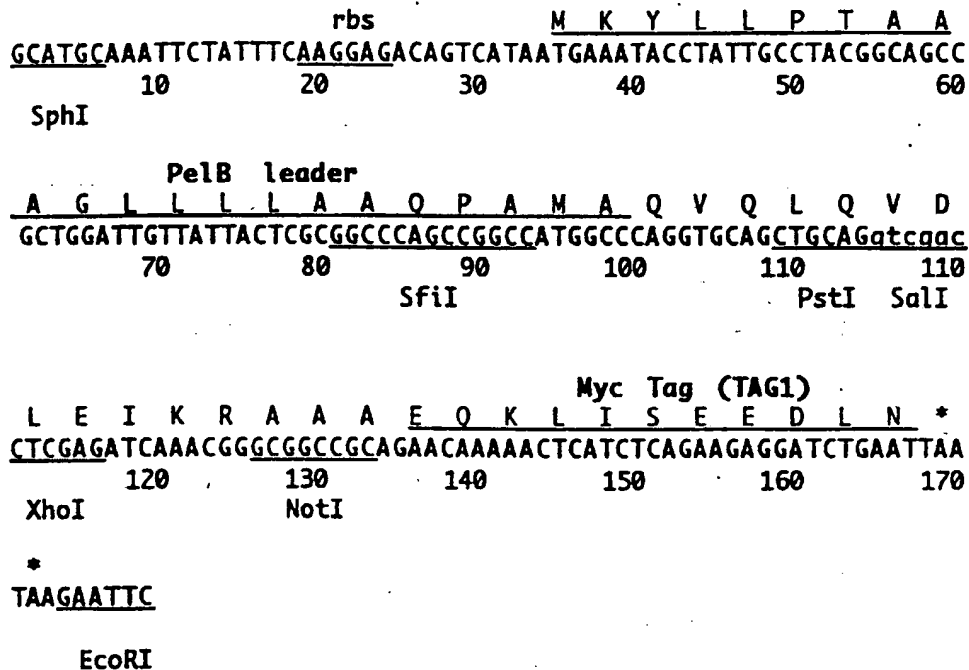 rbs M K Y L L P T A A
GCATGCAAATTCTATTTCAAGGAGACAGTCATAATGAAATACCTATTGCCTACGGCAGCC
10 20 30 40 50 60
SphI
PelB leader
A G L L L L A A Q P A M A Q V Q L Q V D
GCTGGATTGTTATTACTCGCGGCCCAGCCGGCCATGGCCCAGGTGCAGCTGCAGgtcgac
70 80 90 100 110 110
SfiI PstI SalI
Myc Tag (TAG1)
L E I K R A A A E Q K L I S E E D L N *
CTCGAGATCAAACGGGCGGCCGCAGAACAAAAACTCATCTCAGAAGAGGATCTGAATTAA
120 130 140 150 160 170
XhoI NotI
*
TAAGAATTC
EcoRI